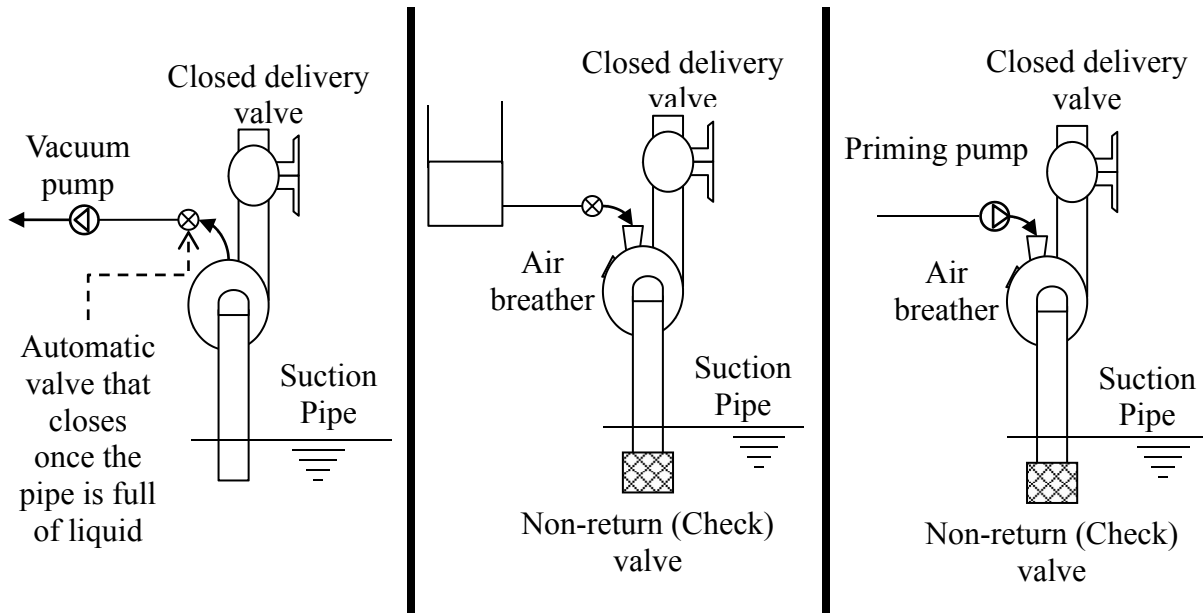 Closed delivery
valve
Vacuum
pump
Automatic
valve that
closes
once the
pipe is full
of liquid
Suction
Pipe
Closed delivery
valve
Air
breather
Suction
Pipe
Non-return (Check)
valve
Closed delivery
valve
Priming pump
Air
breather
Suction
Pipe
Non-return (Check)
valve